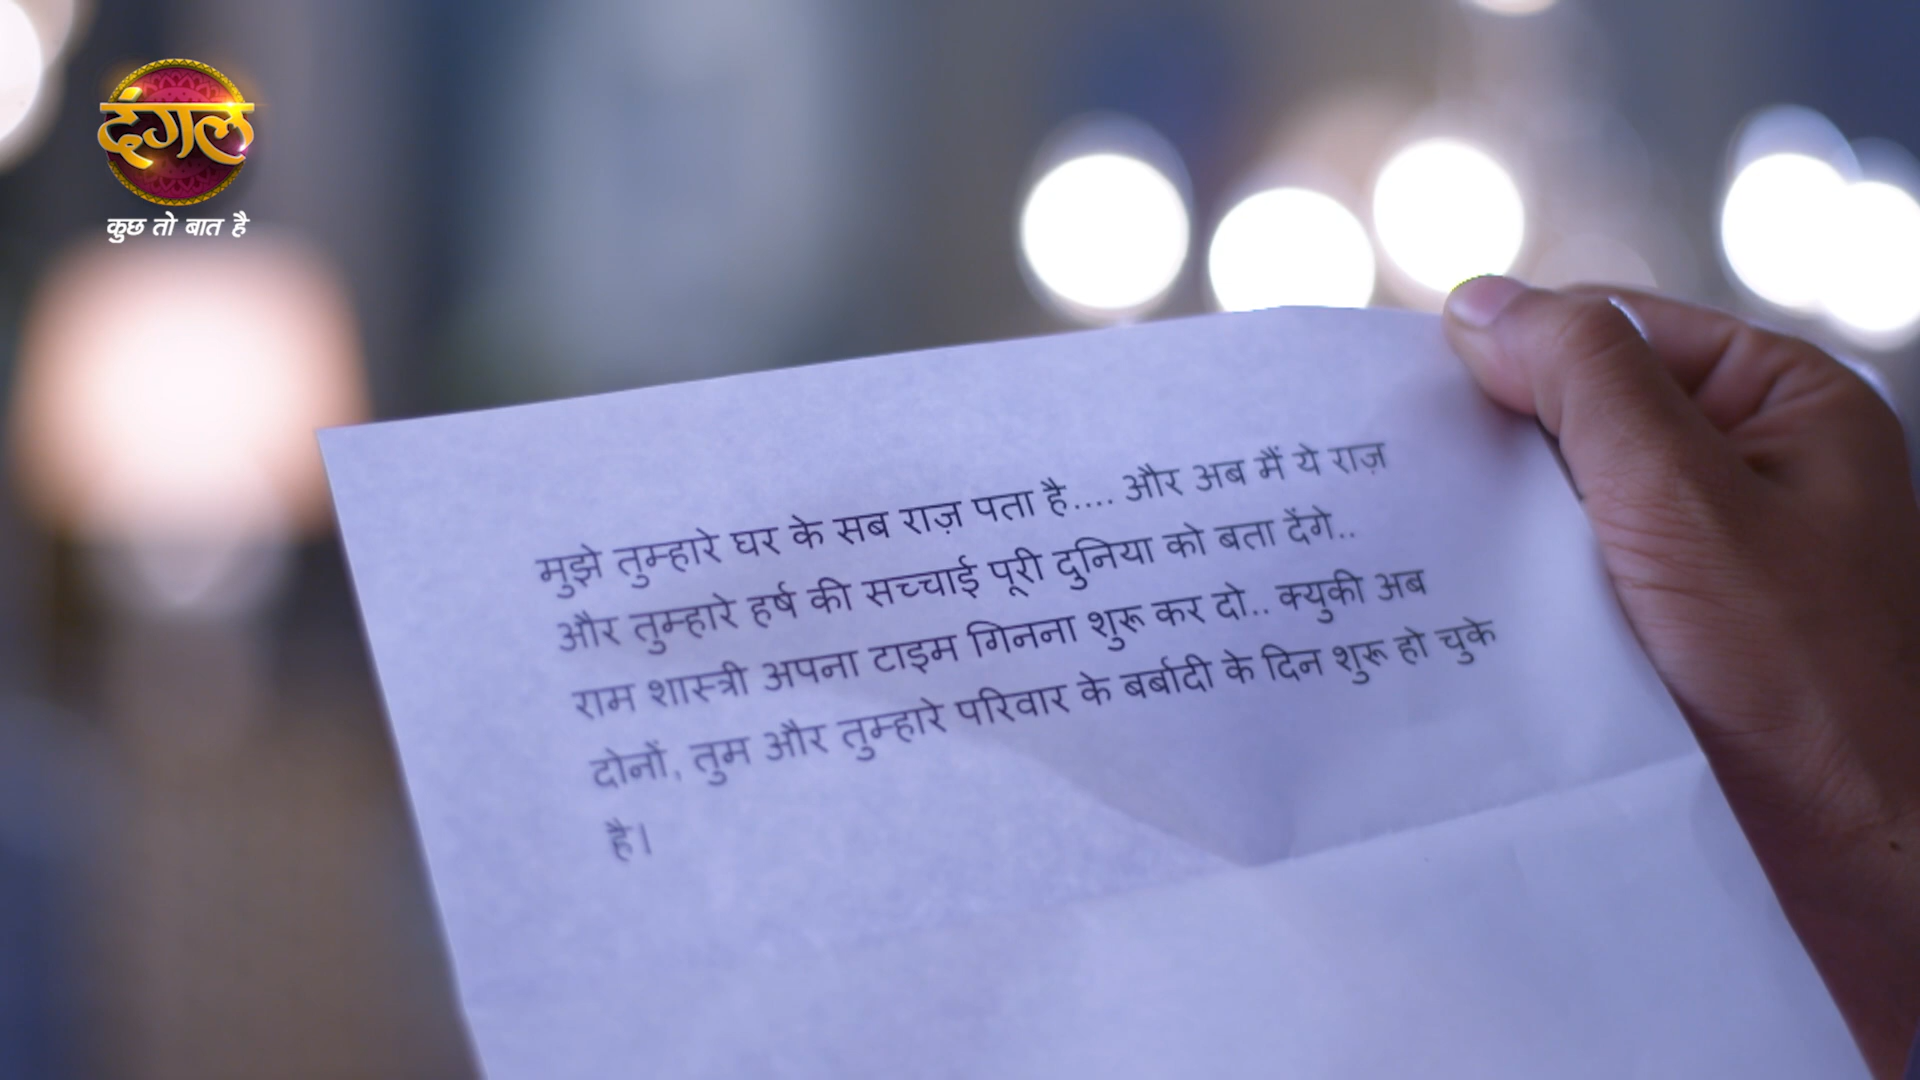 दंगल
कुछ तो बात है
मुझे तुम्हारे घर के सब राज़ पता है.... और अब मैं ये राज़
और तुम्हारे हर्ष की सच्चाई पूरी दुनिया को बता देंगे..
राम शास्त्री अपना टाइम गिनना शुरू कर दो.. क्युकी अब
दोनों, तुम और तुम्हारे परिवार के बर्बादी के दिन शुरू हो चुके
है।